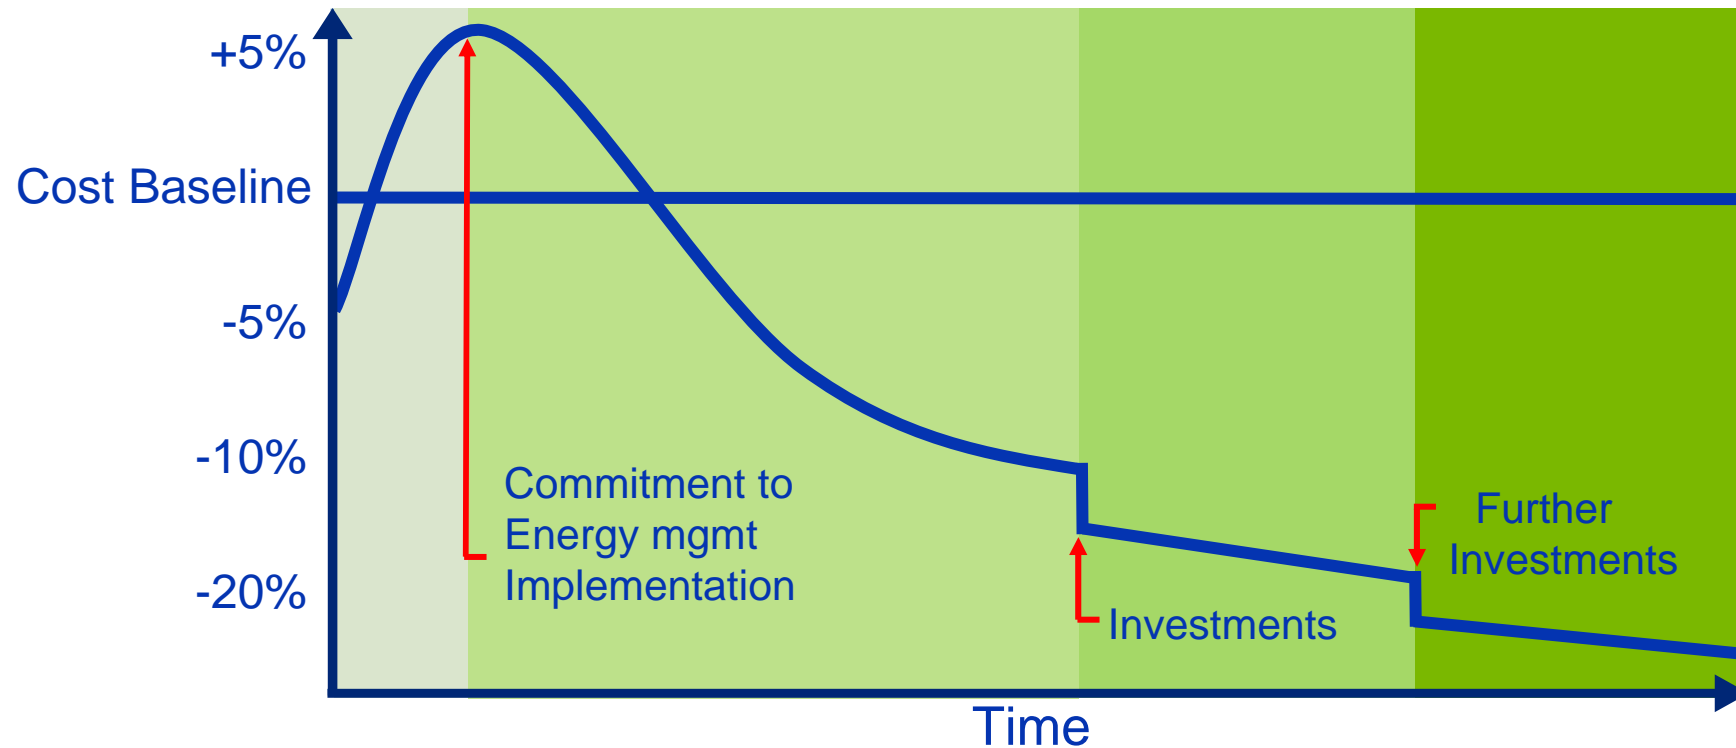 +5%
Cost Baseline
-5%
-10%
-20%
Commitment to
Energy mgmt
Implementation
Investments
Further
Investments
Time